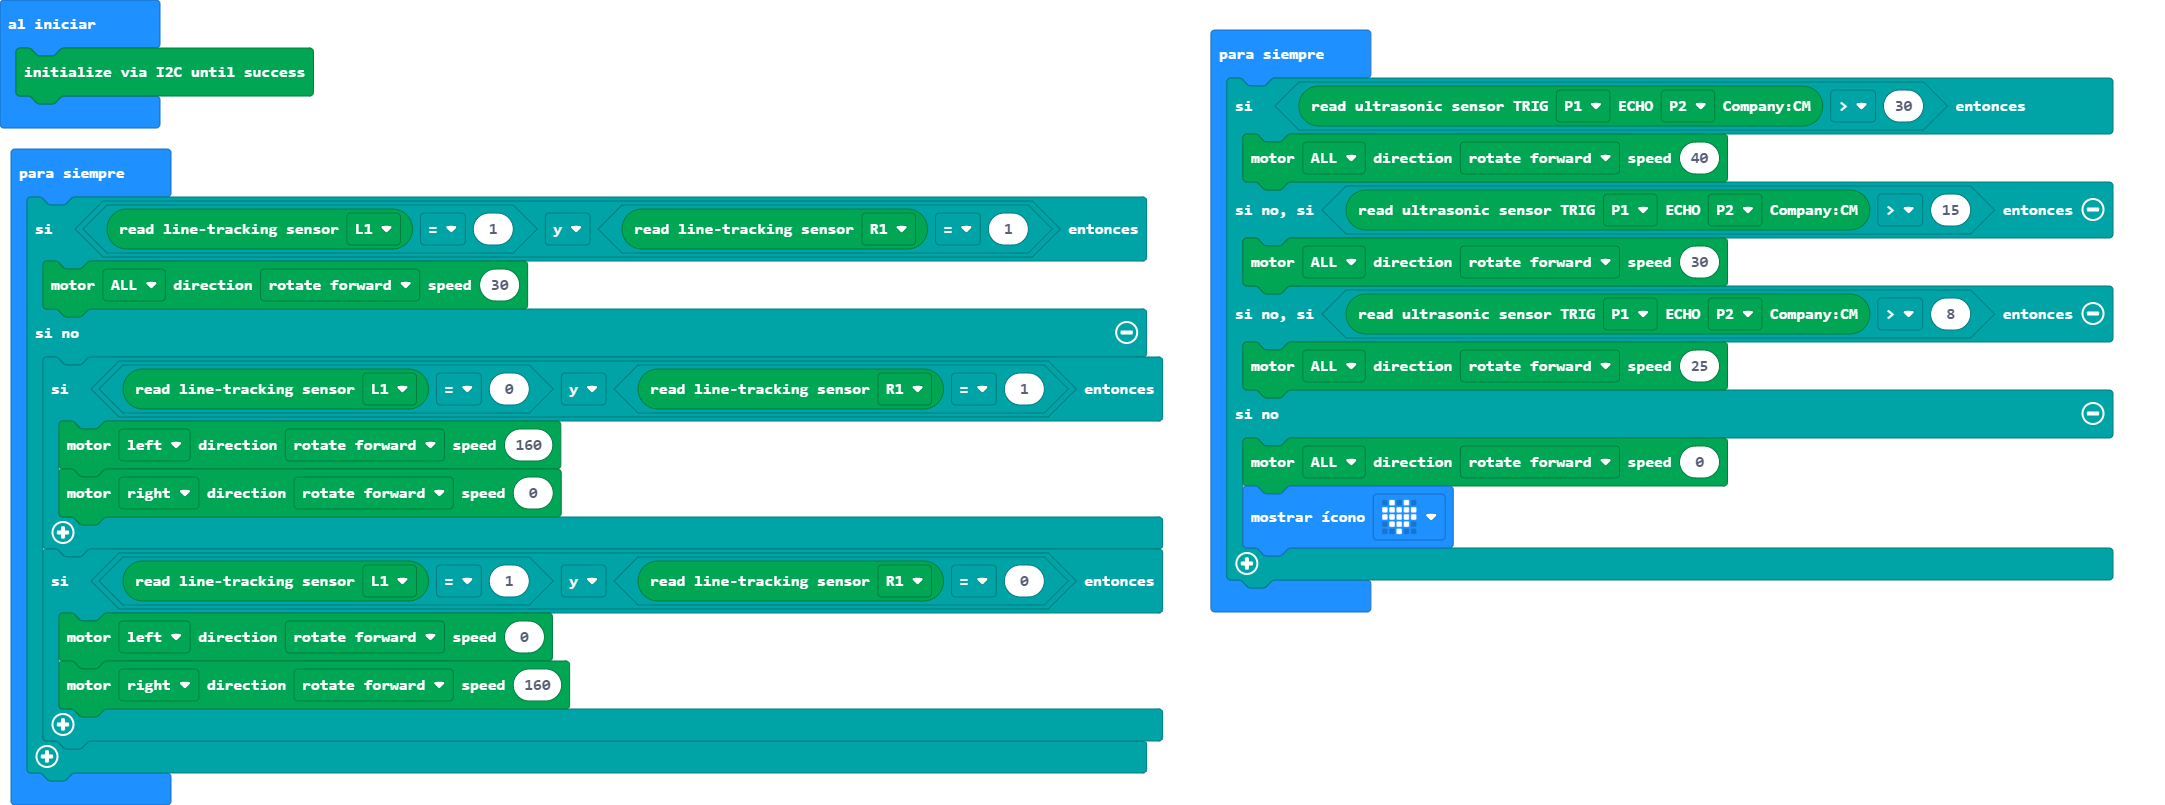 al iniciar
initialize via I2C until success
para siempre
si read line-tracking sensor L1 = 1 y read line-tracking sensor R1 = 1 entonces
motor ALL direction rotate forward speed 30
si no
si read line-tracking sensor L1 = 0 y read line-tracking sensor R1 = 1 entonces
motor left direction rotate forward speed 160
motor right direction rotate forward speed 0
si read line-tracking sensor L1 = 1 y read line-tracking sensor R1 = 0 entonces
motor left direction rotate forward speed 0
motor right direction rotate forward speed 160
para siempre
si read ultrasonic sensor TRIG P1 ECHO P2 Company:CM > 30 entonces
motor ALL direction rotate forward speed 40
si no, si read ultrasonic sensor TRIG P1 ECHO P2 Company:CM > 15 entonces
motor ALL direction rotate forward speed 30
si no, si read ultrasonic sensor TRIG P1 ECHO P2 Company:CM > 8 entonces
motor ALL direction rotate forward speed 25
si no
motor ALL direction rotate forward speed 0
mostrar ícono